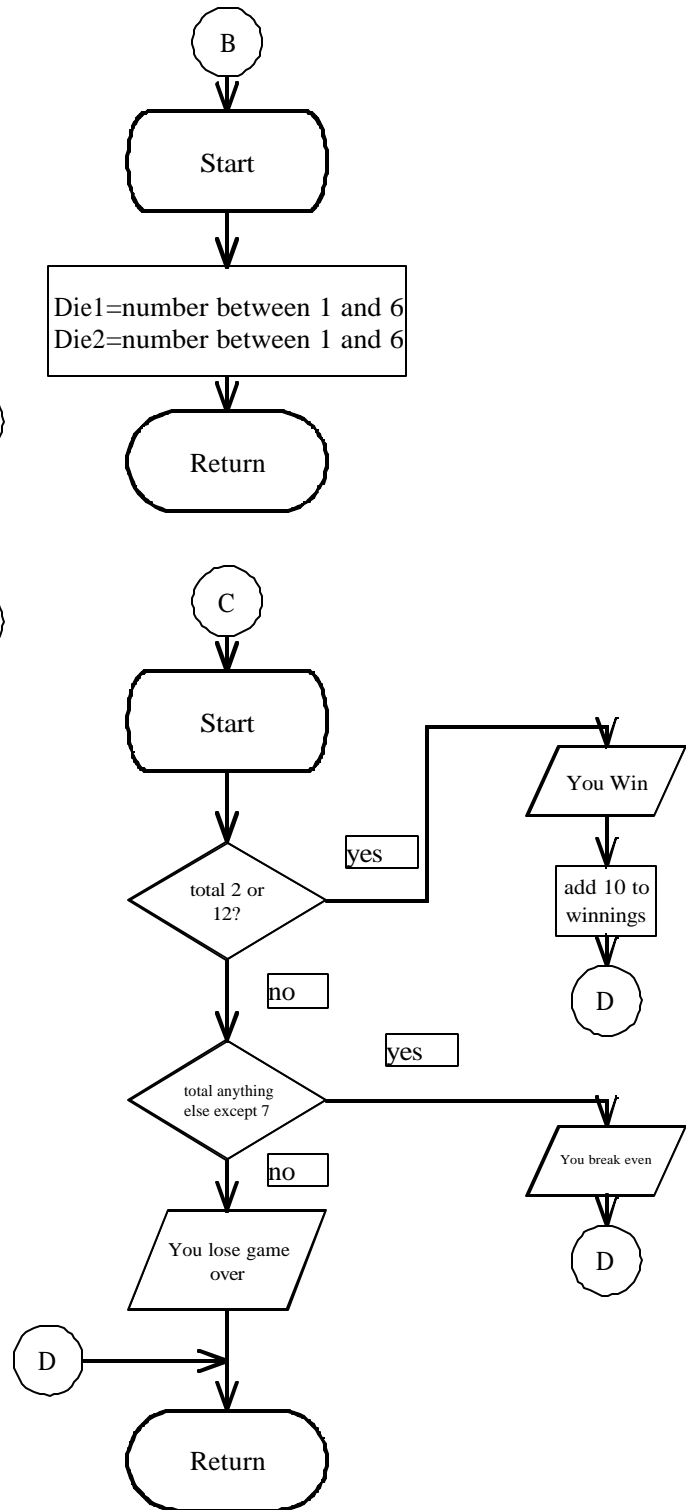 B
Start
Die1=number between 1 and 6
Die2=number between 1 and 6
Return
C
Start
total 2 or
12?
yes
You Win
add 10 to
winnings
D
no
total anything
else except 7
yes
You break even
D
no
You lose game
over
D
Return